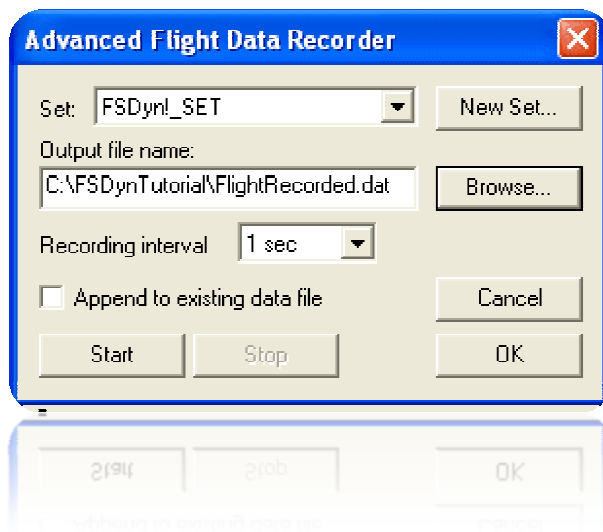 Advanced Flight Data Recorder
Set: FSDyn!_SET New Set...
Output file name:
C:\FSDynTutorial\FlightRecorded.dat Browse...
Recording interval 1 sec
Append to existing data file Cancel
Start Stop OK